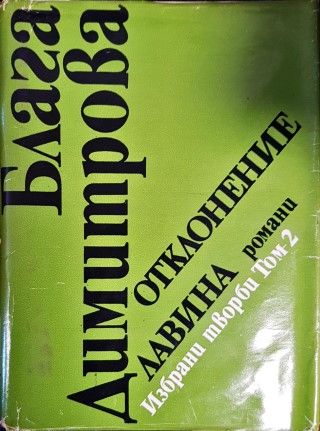 Блага
Димитрова
ОТКЛОНЕНИЕ
ЛАВИНА романи
Избрани творби Том 2